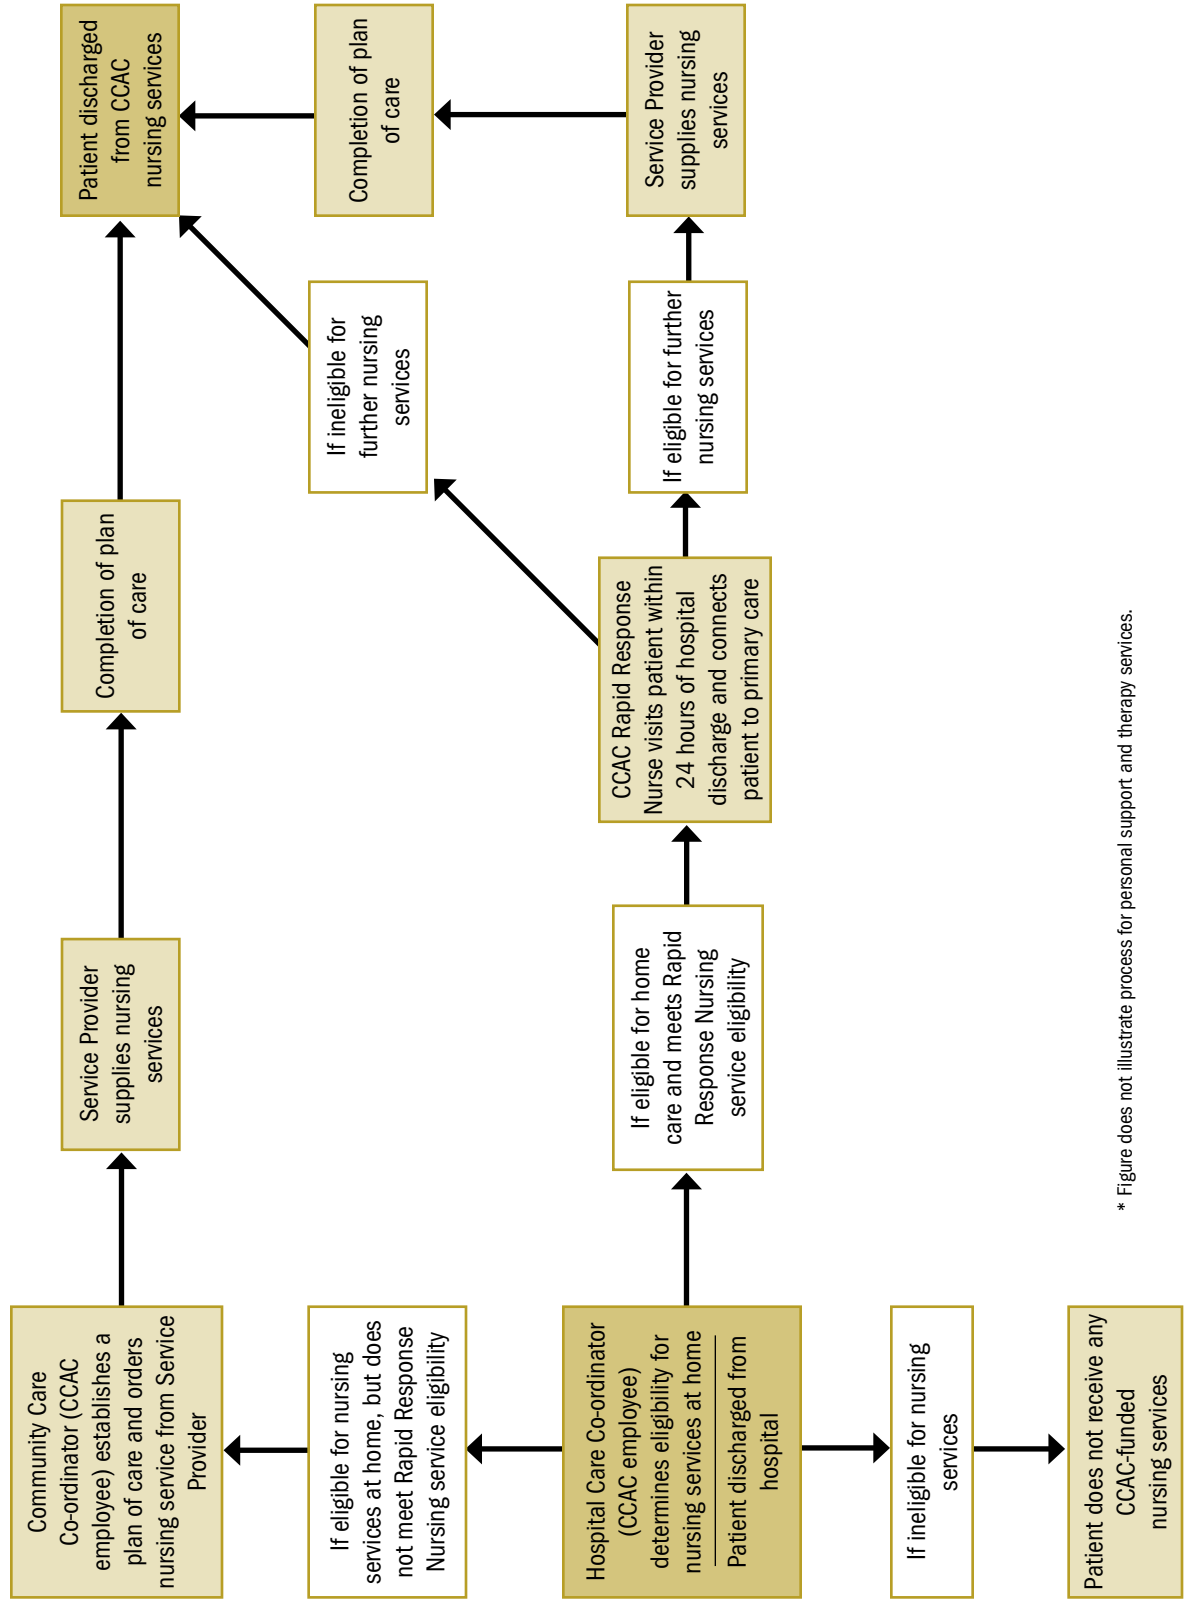 Community Care
Co-ordinator (CCAC
employee) establishes a
plan of care and orders
nursing service from Service
Provider
Service Provider
supplies nursing
services
Completion of plan
of care
Patient discharged
from CCAC
nursing services
If eligible for nursing
services at home, but does
not meet Rapid Response
Nursing service eligibility
If ineligible for
further nursing
services
Completion of plan
of care
Hospital Care Co-ordinator
(CCAC employee)
determines eligibility for
nursing services at home
Patient discharged from
hospital
If eligible for home
care and meets Rapid
Response Nursing
service eligibility
CCAC Rapid Response
Nurse visits patient within
24 hours of hospital
discharge and connects
patient to primary care
If eligible for further
nursing services
Service Provider
supplies nursing
services
If ineligible for nursing
services
Patient does not receive any
CCAC-funded
nursing services
* Figure does not illustrate process for personal support and therapy services.